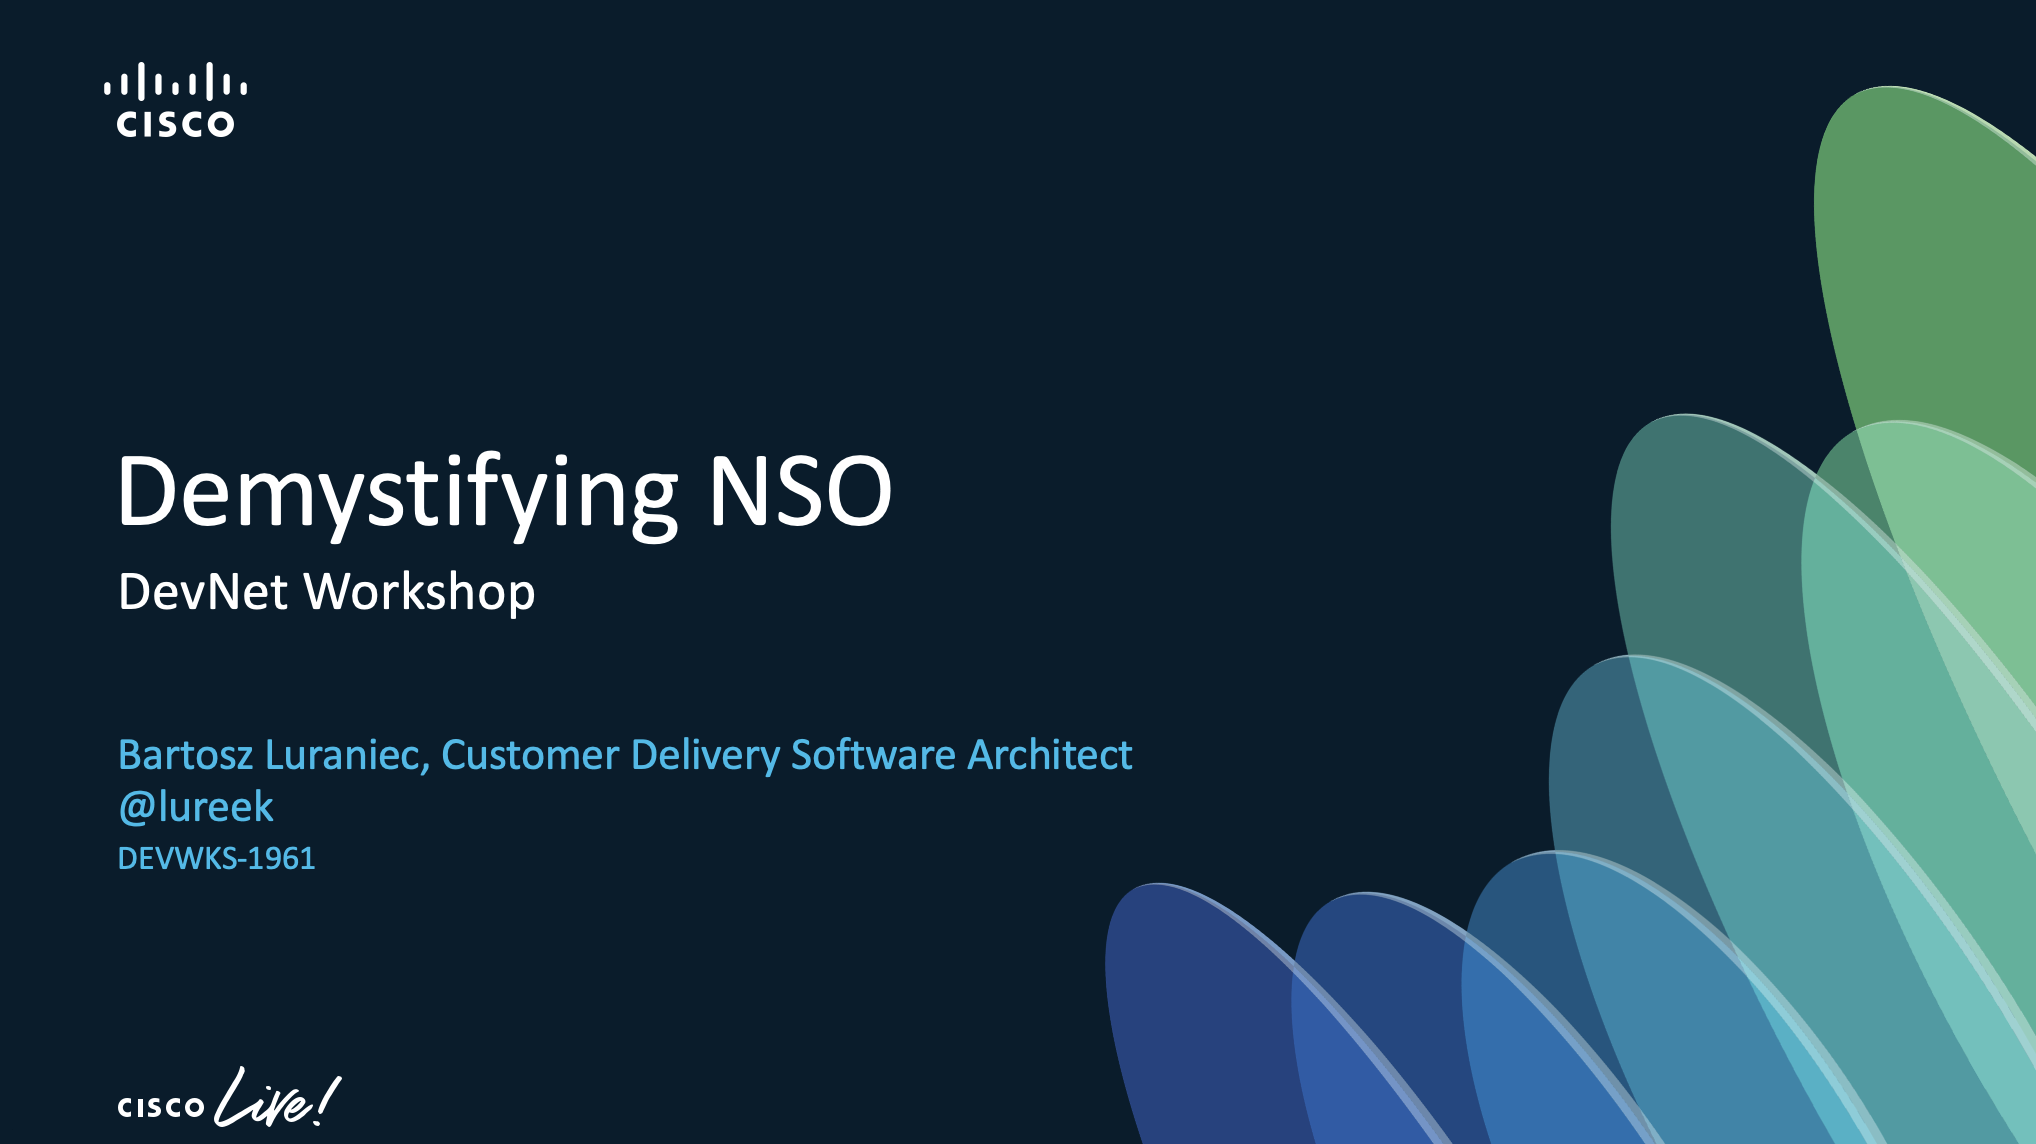 CISCO
Demystifying NSO
DevNet Workshop
Bartosz Luraniec, Customer Delivery Software Architect
@lureek
DEVWKS-1961
CISCO Live!